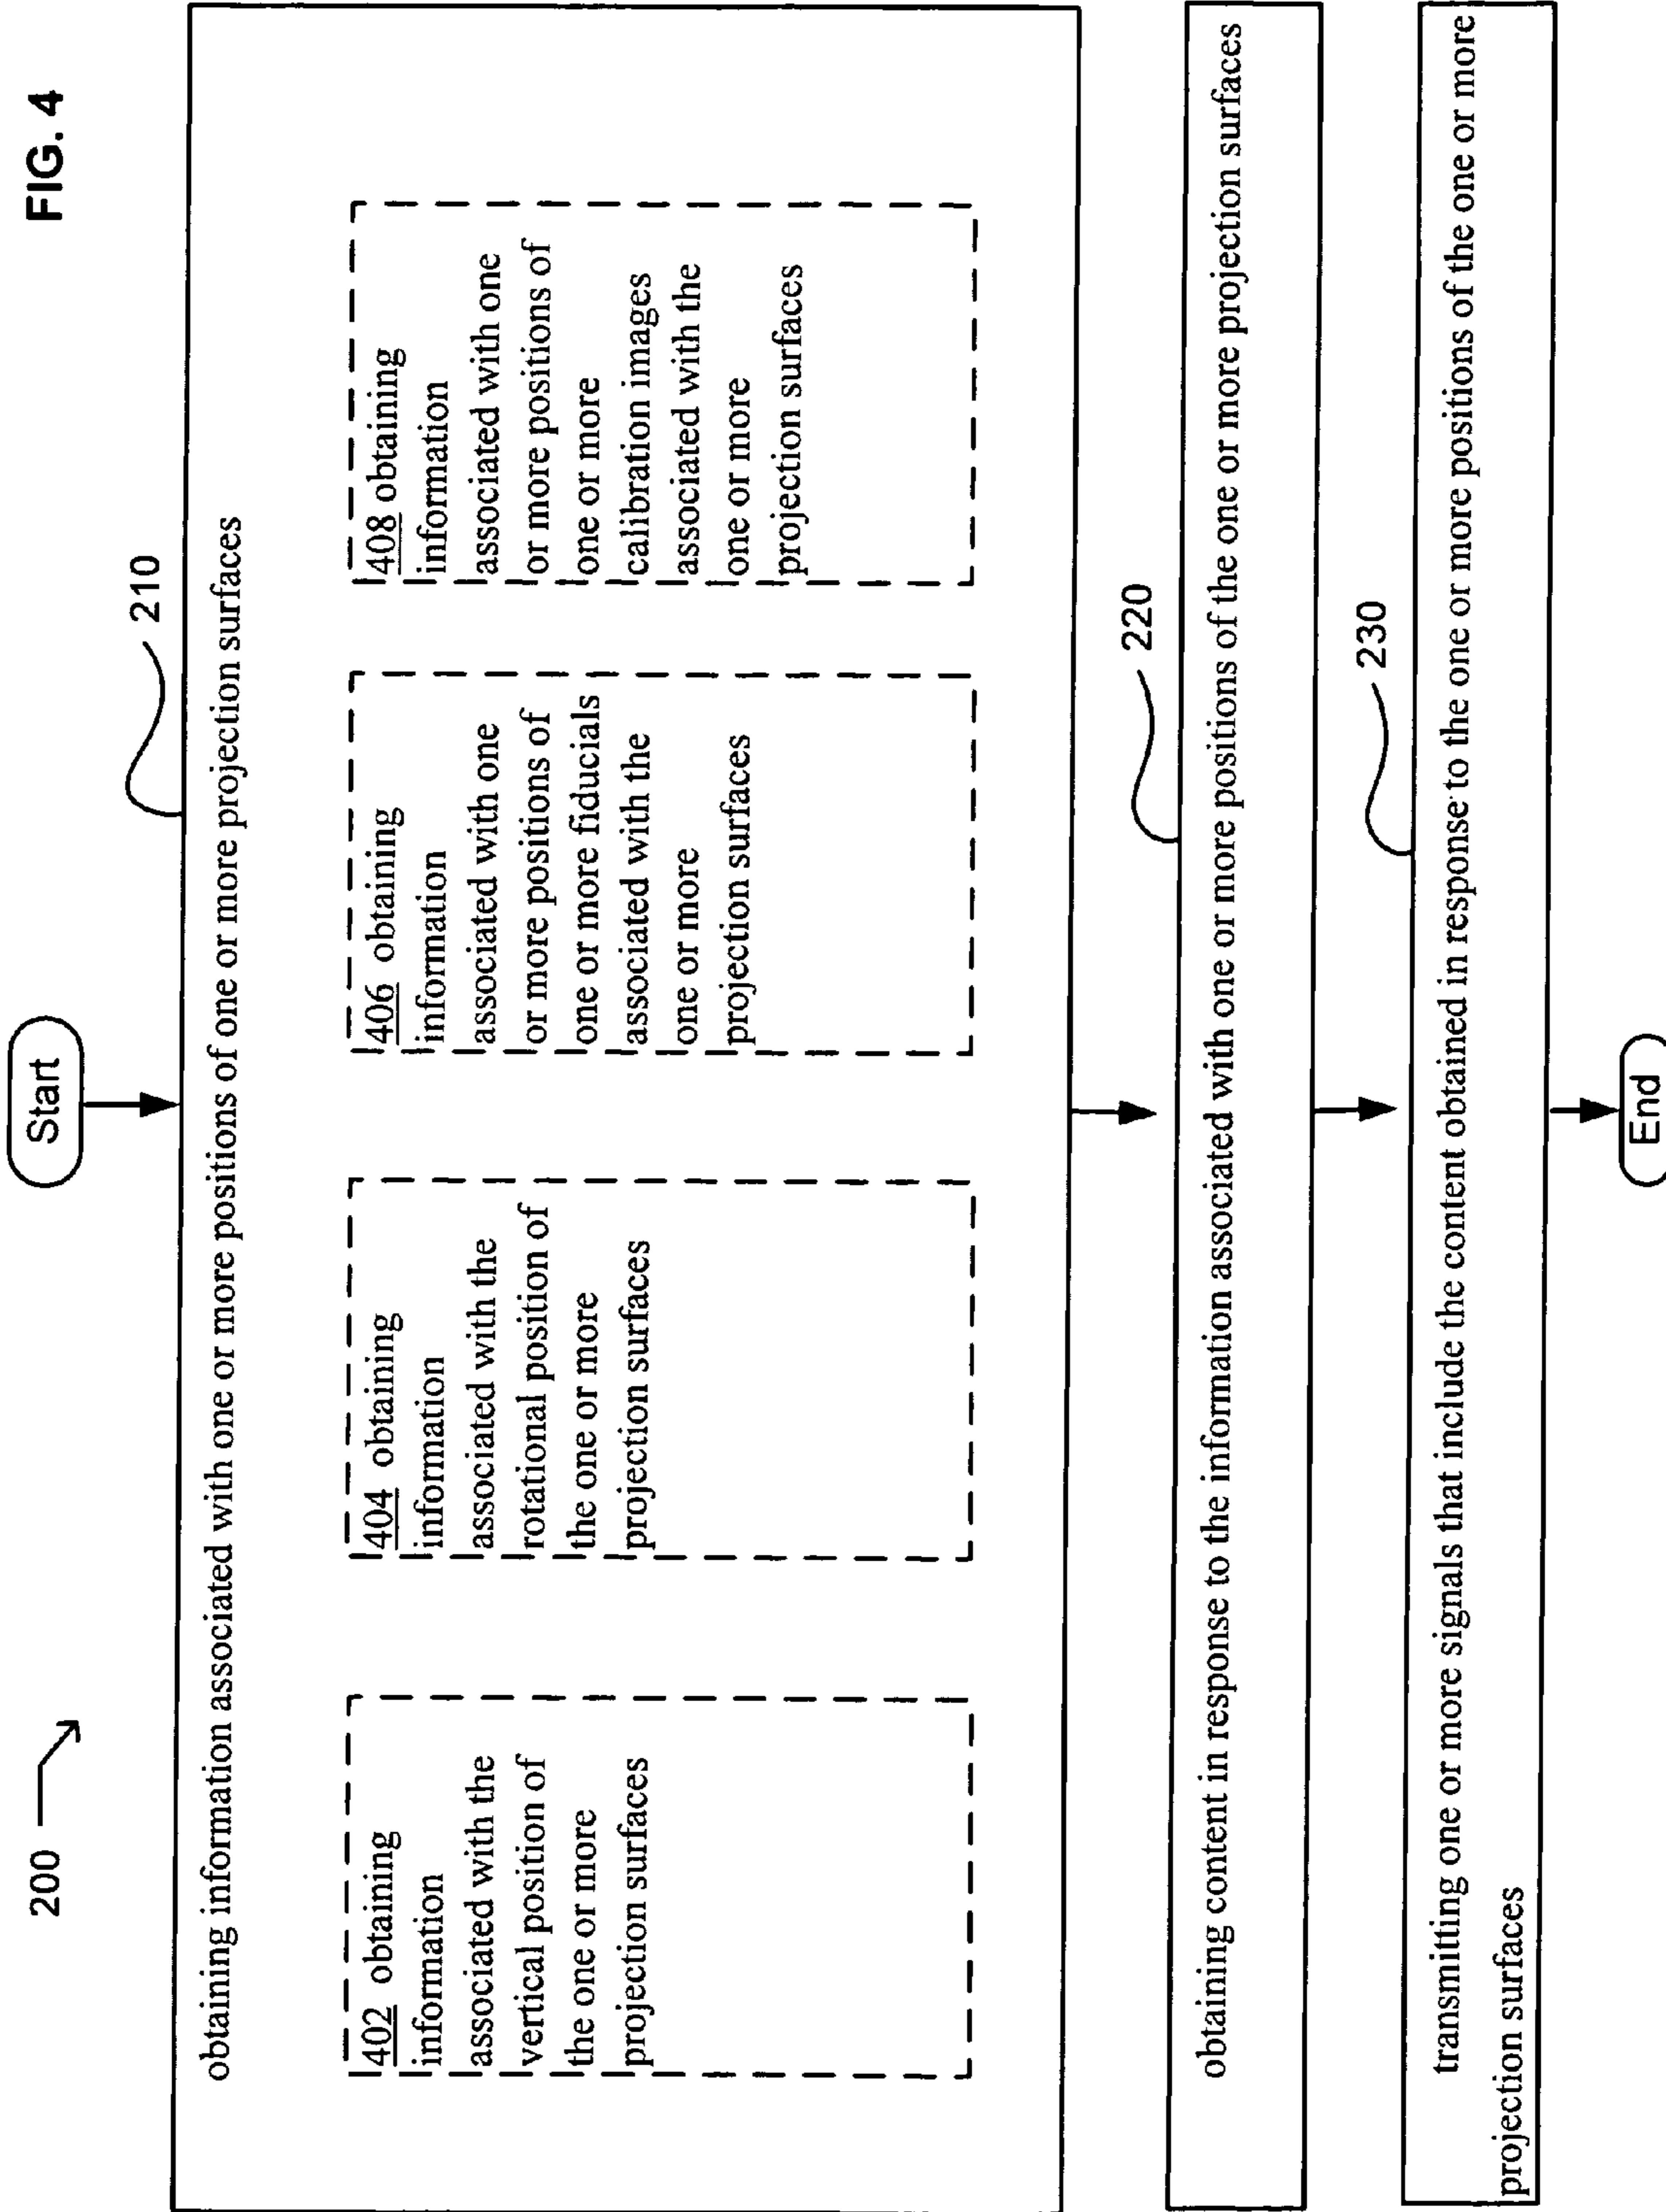 FIG. 4
200
Start
210
obtaining information associated with one or more positions of one or more projection surfaces
402 obtaining
information
associated with the
vertical position of
the one or more
projection surfaces
404 obtaining
information
associated with the
rotational position of
the one or more
projection surfaces
406 obtaining
information
associated with one
or more positions of
one or more fiducials
associated with the
one or more
projection surfaces
408 obtaining
information
associated with one
or more positions of
one or more
calibration images
associated with the
one or more
projection surfaces
220
obtaining content in response to the information associated with one or more positions of the one or more projection surfaces
230
transmitting one or more signals that include the content obtained in response to the one or more positions of the one or more
projection surfaces
End